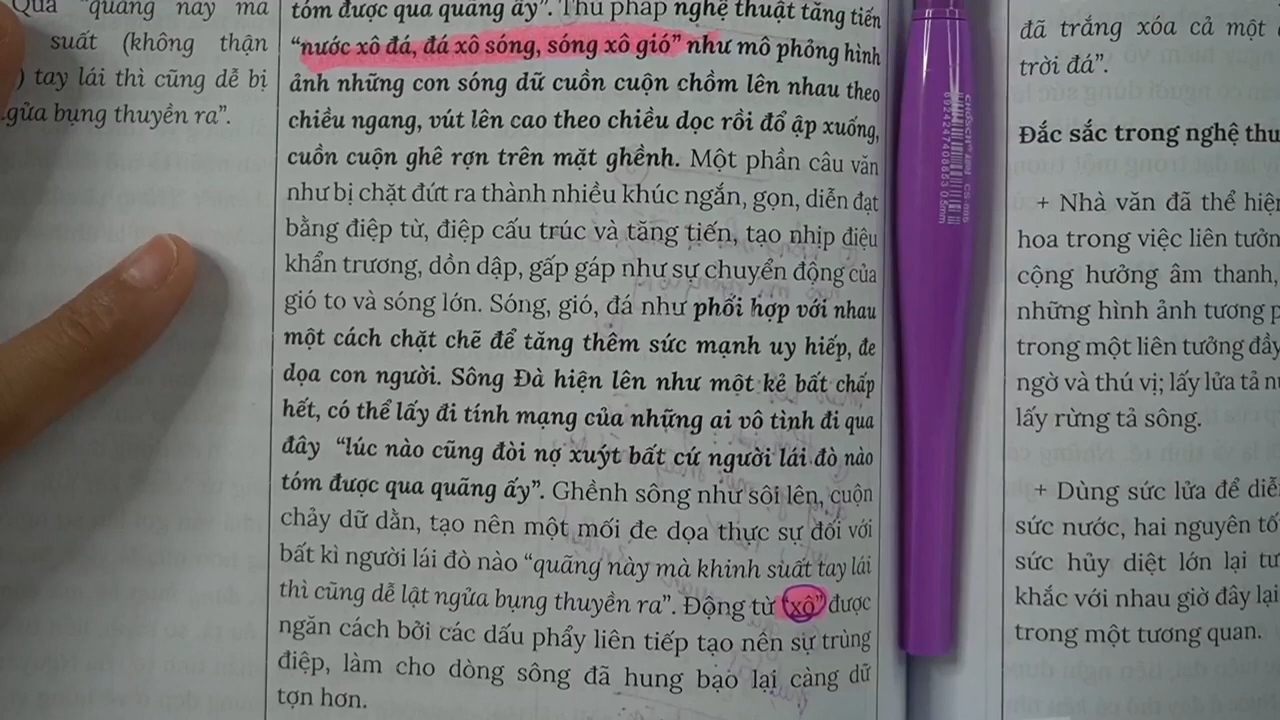 Qua "quãng này mà
suất (không thận
) tay lái thì cũng dễ bị
gửa bụng thuyền ra".
tóm được qua quãng ấy". Thủ pháp nghệ thuật tăng tiến
"nước xô đá, đá xô sóng, sóng xô gió" như mô phỏng hình
ảnh những con sóng dữ cuồn cuộn chồm lên nhau theo
chiều ngang, vút lên cao theo chiều dọc rồi đổ ập xuống,
cuồn cuộn ghê rợn trên mặt ghềnh. Một phần câu văn
như bị chặt đứt ra thành nhiều khúc ngắn, gọn, diễn đạt
bằng điệp từ, điệp cấu trúc và tăng tiến, tạo nhịp điệu
khẩn trương, dồn dập, gấp gáp như sự chuyển động của
gió to và sóng lớn. Sóng, gió, đá như phối hợp với nhau
một cách chặt chẽ để tăng thêm sức mạnh uy hiếp, đe
dọa con người. Sông Đà hiện lên như một kẻ bất chấp
hết, có thể lấy đi tính mạng của những ai vô tình đi qua
đây "lúc nào cũng đòi nợ xuýt bất cứ người lái đò nào
tóm được qua quãng ấy". Ghềnh sông như sôi lên, cuộn
chảy dữ dằn, tạo nên một mối đe dọa thực sự đối với
bất kì người lái đò nào "quãng này mà khinh suất tay lái
thì cũng dễ lật ngửa bụng thuyền ra". Động từ "xô" được
ngăn cách bởi các dấu phẩy liên tiếp tạo nên sự trùng
điệp, làm cho dòng sông đã hung bạo lại càng dữ
tợn hơn.
CS-005
6924247408653 0.5mm
đã trắng xóa cả một
trời đá".
Đắc sắc trong nghệ thu
+ Nhà văn đã thể hiện
hoa trong việc liên tưởn
cộng hưởng âm thanh,
những hình ảnh tương p
trong một liên tưởng đầy
ngờ và thú vị; lấy lửa tả n
lấy rừng tả sông.
+ Dùng sức lửa để diễ
sức nước, hai nguyên tố
sức hủy diệt lớn lại tư
khắc với nhau giờ đây lại
trong một tương quan.